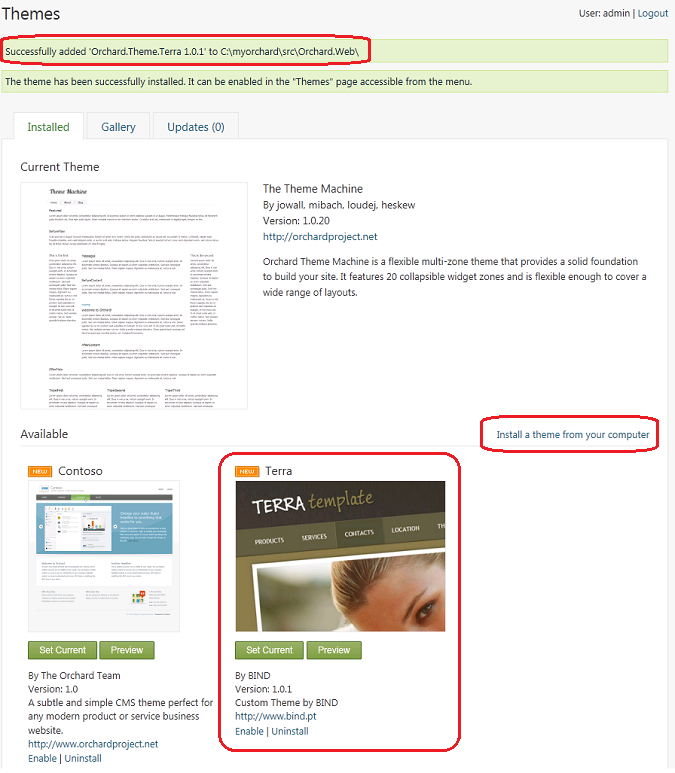 Themes
User: admin | Logout
Successfully added 'Orchard.Theme.Terra 1.0.1' to C:\myorchard\src\Orchard.Web\
The theme has been successfully installed. It can be enabled in the "Themes" page accessible from the menu.
Installed Gallery Updates (0)
Current Theme
Theme Machine
The Theme Machine
By jowall, mibach, loudej, heskew
Version: 1.0.20
http://orchardproject.net
Orchard Theme Machine is a flexible multi-zone theme that provides a solid foundation
to build your site. It features 20 collapsible widget zones and is flexible enough to cover a
wide range of layouts.
Available
Install a theme from your computer
NEW Contoso
Set Current Preview
By The Orchard Team
Version: 1.0
A subtle and simple CMS theme perfect for
any modern product or service business
website.
http://www.orchardproject.net
Enable | Uninstall
NEW Terra
TERRA template
PRODUCTS SERVICES CONTACTS LOCATION TH
Set Current Preview
By BIND
Version: 1.0.1
Custom Theme by BIND
http://www.bind.pt
Enable | Uninstall